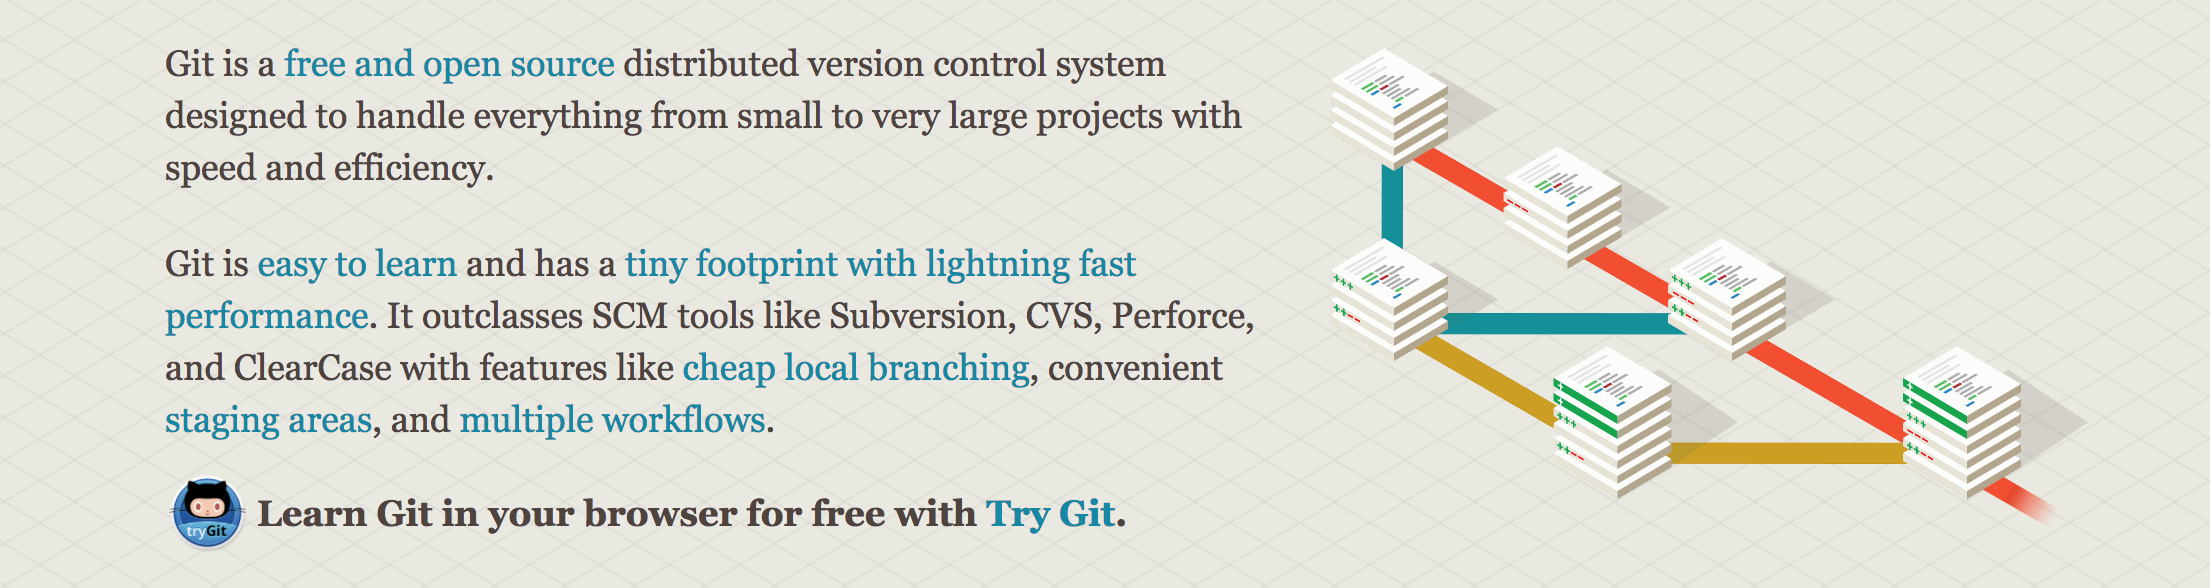 Git is a free and open source distributed version control system
designed to handle everything from small to very large projects with
speed and efficiency.
Git is easy to learn and has a tiny footprint with lightning fast
performance. It outclasses SCM tools like Subversion, CVS, Perforce,
and ClearCase with features like cheap local branching, convenient
staging areas, and multiple workflows.
tryGit
Learn Git in your browser for free with Try Git.